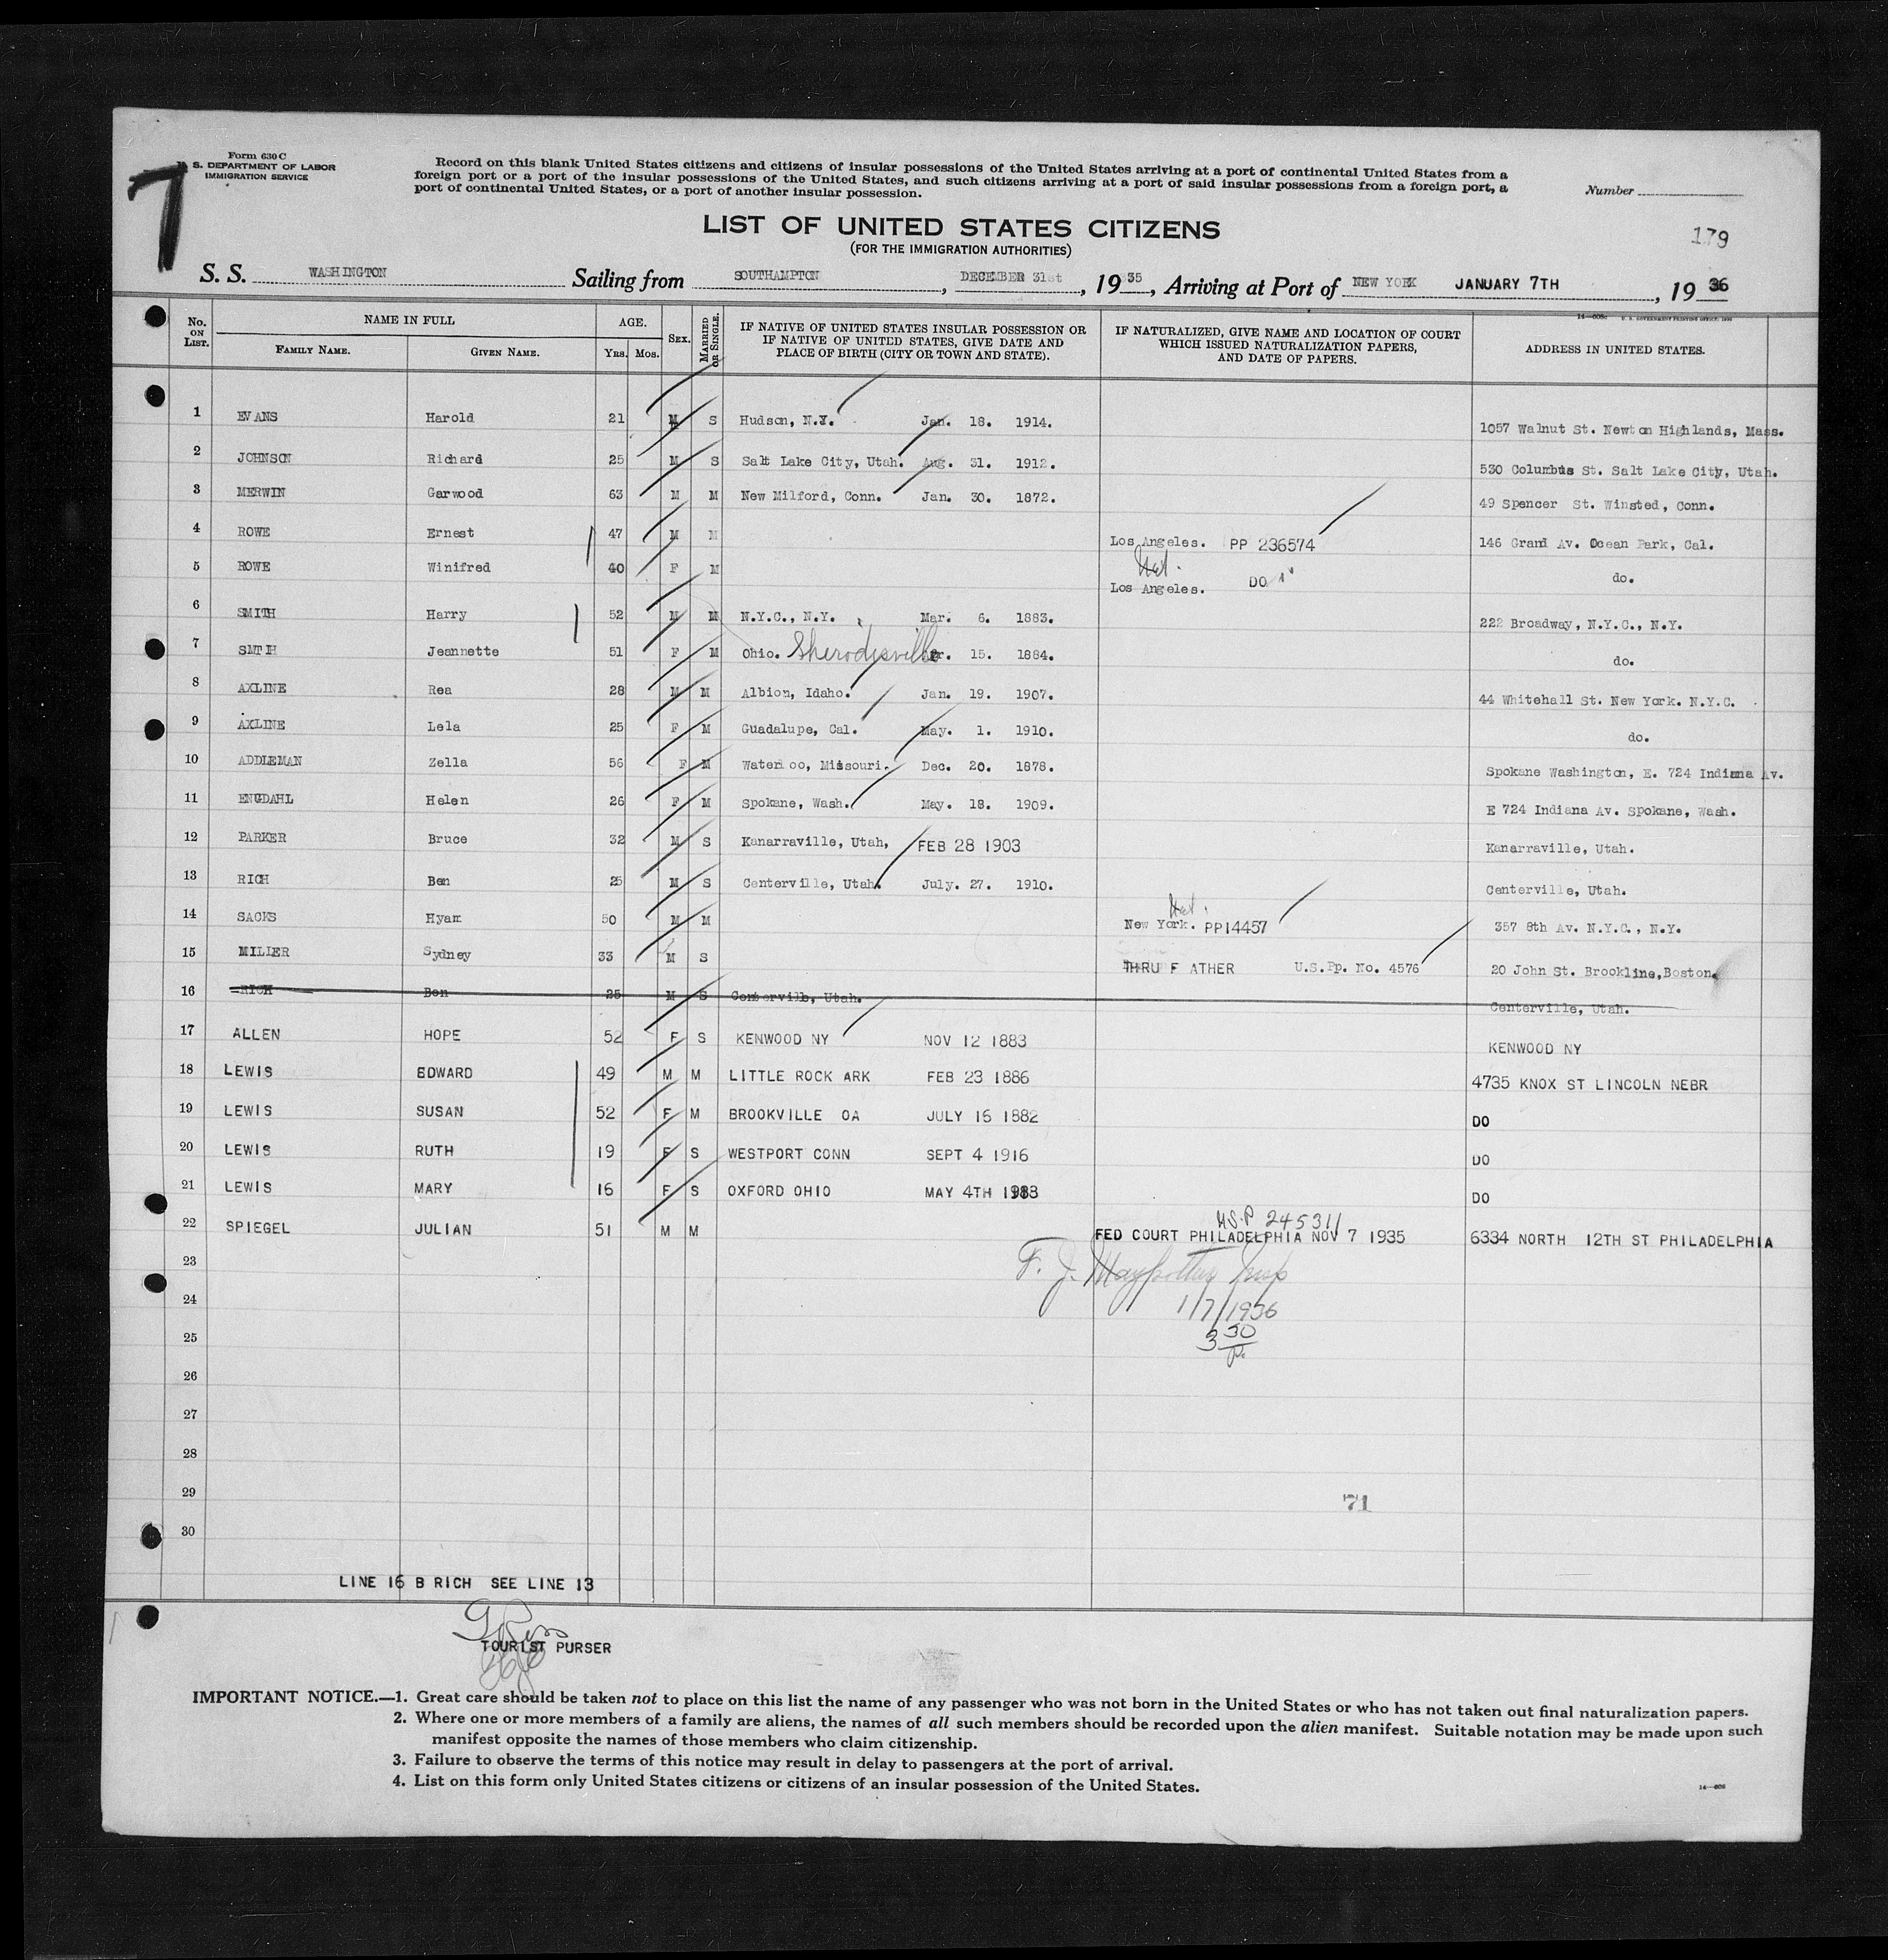 Form 630 C
U. S. DEPARTMENT OF LABOR
IMMIGRATION SERVICE
7
Record on this blank United States citizens and citizens of insular possessions of the United States arriving at a port of continental United States from a
foreign port or a port of the insular possessions of the United States, and such citizens arriving at a port of said insular possessions from a foreign port, a
port of continental United States, or a port of another insular possession.
Number
LIST OF UNITED STATES CITIZENS
(FOR THE IMMIGRATION AUTHORITIES)
179
S. S. WASHINGTON Sailing from SOUTHAMPTON, DECEMBER 31st, 1935, Arriving at Port of NEW YORK JANUARY 7TH, 1936
14—608c U. S. GOVERNMENT PRINTING OFFICE:
No. ON LIST. NAME IN FULL FAMILY NAME. GIVEN NAME. AGE. Yrs. Mos. SEX. MARRIED OR SINGLE. IF NATIVE OF UNITED STATES INSULAR POSSESSION OR IF NATIVE OF UNITED STATES, GIVE DATE AND PLACE OF BIRTH (CITY OR TOWN AND STATE). IF NATURALIZED, GIVE NAME AND LOCATION OF COURT WHICH ISSUED NATURALIZATION PAPERS, AND DATE OF PAPERS. ADDRESS IN UNITED STATES.
1 EVANS Harold 21 M S Hudson, N.Y. Jan. 18. 1914. 1057 Walnut St. Newton Highlands, Mass.
2 JOHNSON Richard 25 M S Salt Lake City, Utah. Aug. 31. 1912. 530 Columbus St. Salt Lake City, Utah.
3 MERWIN Garwood 63 M M New Milford, Conn. Jan. 30. 1872. 49 Spencer St. Winsted, Conn.
4 ROWE Ernest 47 M M Los Angeles. PP 236574 146 Grand Av. Ocean Park, Cal.
5 ROWE Winifred 40 F M Los Angeles. DO do.
6 SMITH Harry 52 M M N.Y.C., N.Y. Mar. 6. 1883. 222 Broadway, N.Y.C., N.Y.
7 SMTIH Jeannette 51 F M Ohio. Sherodsville 15. 1884. do.
8 AXLINE Rea 28 M M Albion, Idaho. Jan. 19. 1907. 44 Whitehall St. New York. N.Y.C.
9 AXLINE Lela 25 F M Guadalupe, Cal. May. 1. 1910. do.
10 ADDLEMAN Zella 56 F M Waterloo, Missouri. Dec. 20. 1878. Spokane Washington, E. 724 Indiana Av.
11 ENGDAHL Helen 26 F M Spokane, Wash. May. 18. 1909. E 724 Indiana Av. Spokane, Wash.
12 PARKER Bruce 32 M S Kanarraville, Utah, FEB 28 1903 Kanarraville, Utah.
13 RICH Ben 25 M S Centerville, Utah. July. 27. 1910. Centerville, Utah.
14 SACKS Hyam 50 M M New York. PP14457 357 8th Av. N.Y.C., N.Y.
15 MILLER Sydney 33 M S THRU F ATHER U.S.Pp. No. 4576 20 John St. Brookline, Boston.
16 RICH Ben 25 M S Centerville, Utah. Centerville, Utah.
17 ALLEN HOPE 52 F S KENWOOD NY NOV 12 1883 KENWOOD NY
18 LEWIS EDWARD 49 M M LITTLE ROCK ARK FEB 23 1886 4735 KNOX ST LINCOLN NEBR
19 LEWIS SUSAN 52 F M BROOKVILLE OA JULY 16 1882 DO
20 LEWIS RUTH 19 F S WESTPORT CONN SEPT 4 1916 DO
21 LEWIS MARY 16 F S OXFORD OHIO MAY 4TH DO
22 SPIEGEL JULIAN 51 M M U.S.P 245311 FED COURT PHILADELPHIA NOV 7 1935 6334 NORTH 12TH ST PHILADELPHIA
23 F. J.
24 1/7/1936
25 3 30 P.
26
27
28
29 71
30
LINE 16 B RICH SEE LINE 13
TOURIST PURSER
IMPORTANT NOTICE.—1. Great care should be taken not to place on this list the name of any passenger who was not born in the United States or who has not taken out final naturalization papers.
2. Where one or more members of a family are aliens, the names of all such members should be recorded upon the alien manifest. Suitable notation may be made upon such
manifest opposite the names of those members who claim citizenship.
3. Failure to observe the terms of this notice may result in delay to passengers at the port of arrival.
4. List on this form only United States citizens or citizens of an insular possession of the United States.
14—608